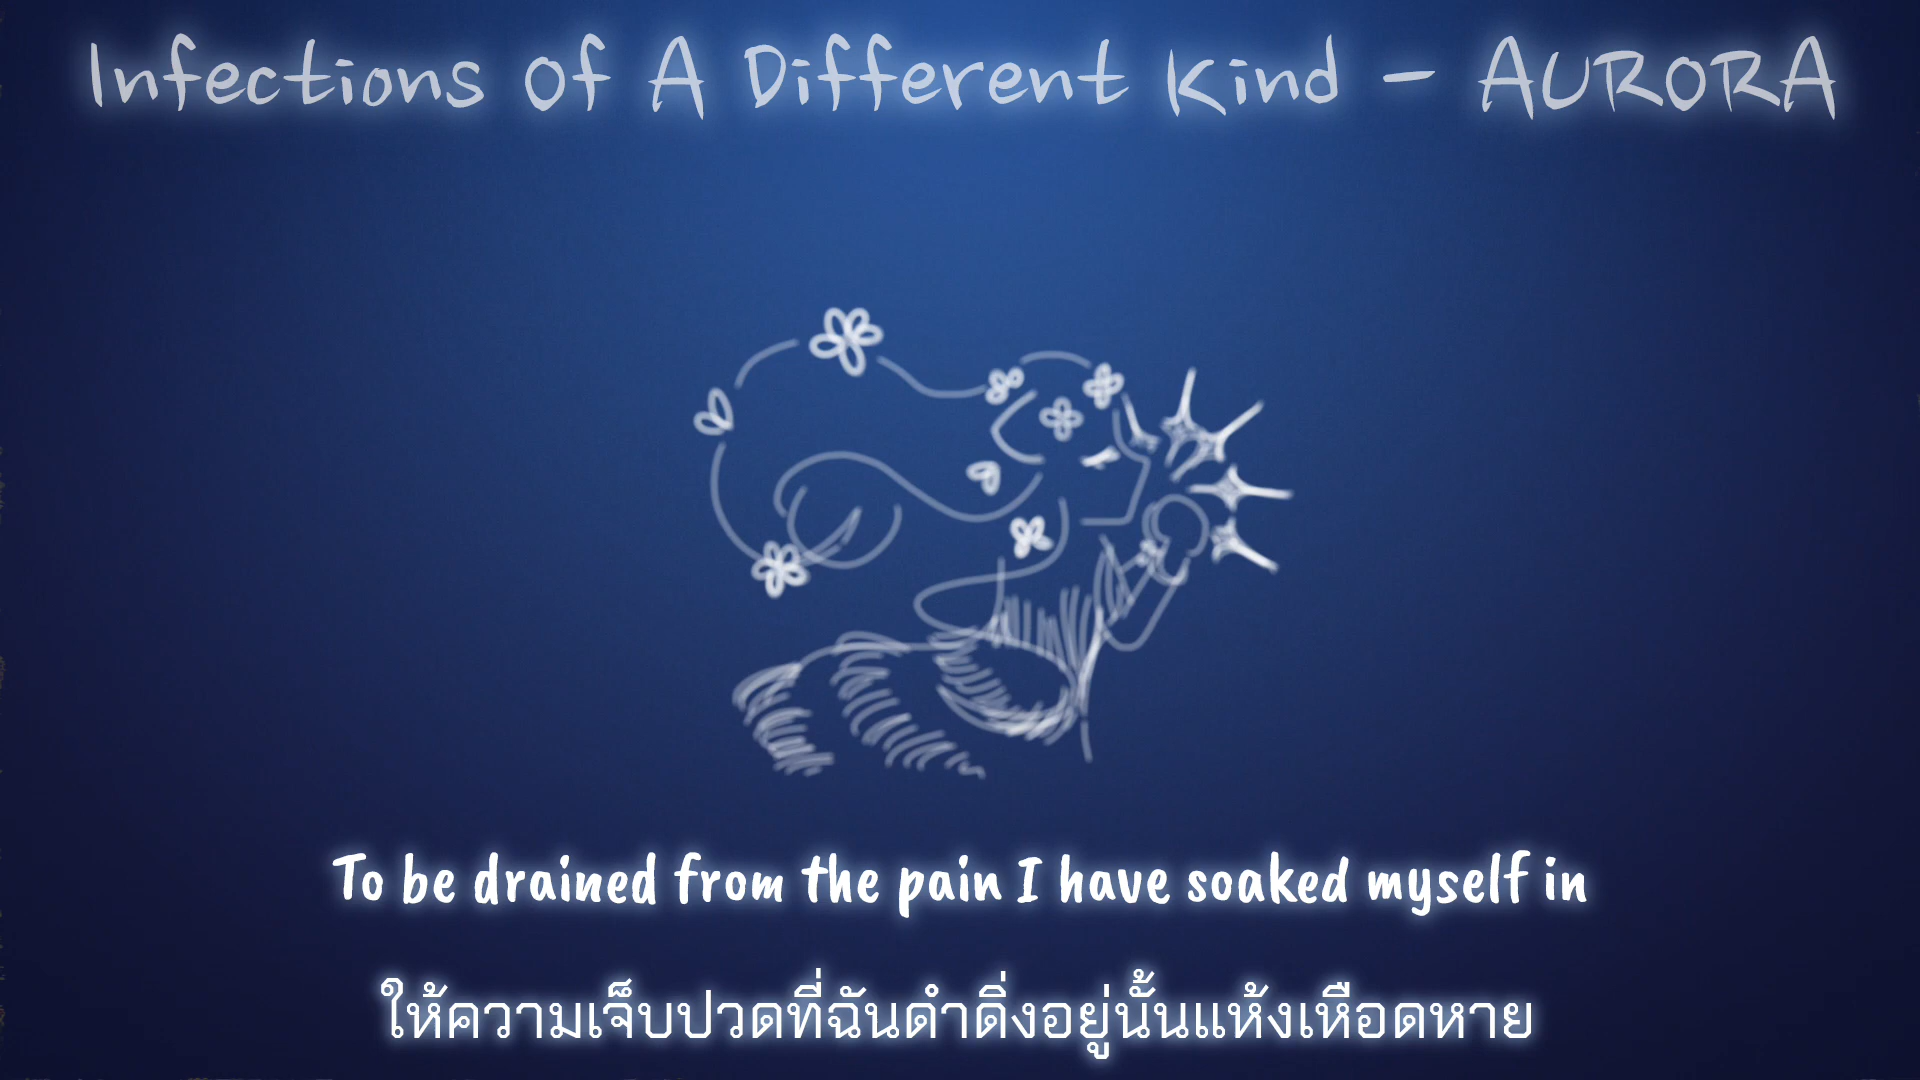 Infections Of A Different Kind - AURORA
To be drained from the pain I have soaked myself in
ให้ความเจ็บปวดที่ฉันดำดิ่งอยู่นั้นแห้งเหือดหาย